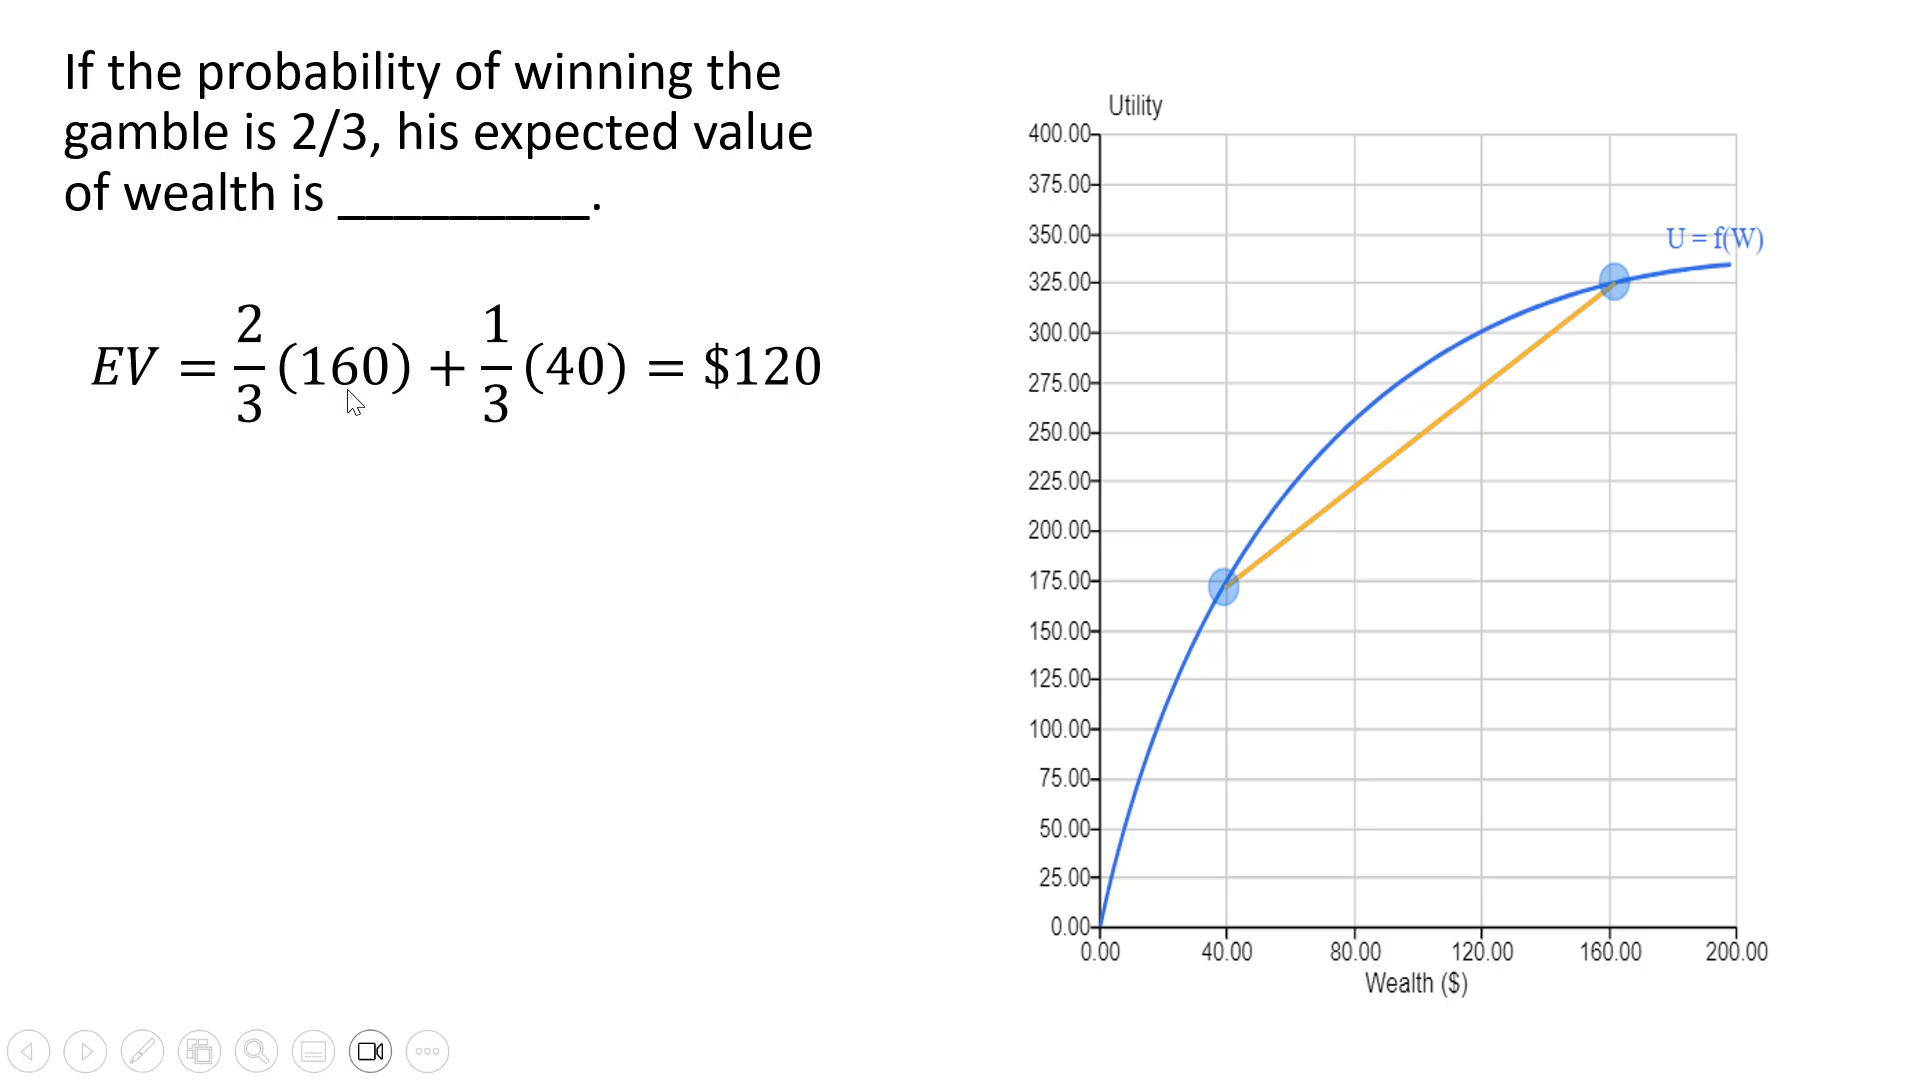 If the probability of winning the
gamble is 2/3, his expected value
of wealth is _________.
EV = 2/3 (160) + 1/3 (40) = $120
Utility
400.00
375.00
350.00
325.00
300.00
275.00
250.00
225.00
200.00
175.00
150.00
125.00
100.00
75.00
50.00
25.00
0.00
U = f(W)
0.00 40.00 80.00 120.00 160.00 200.00
Wealth ($)